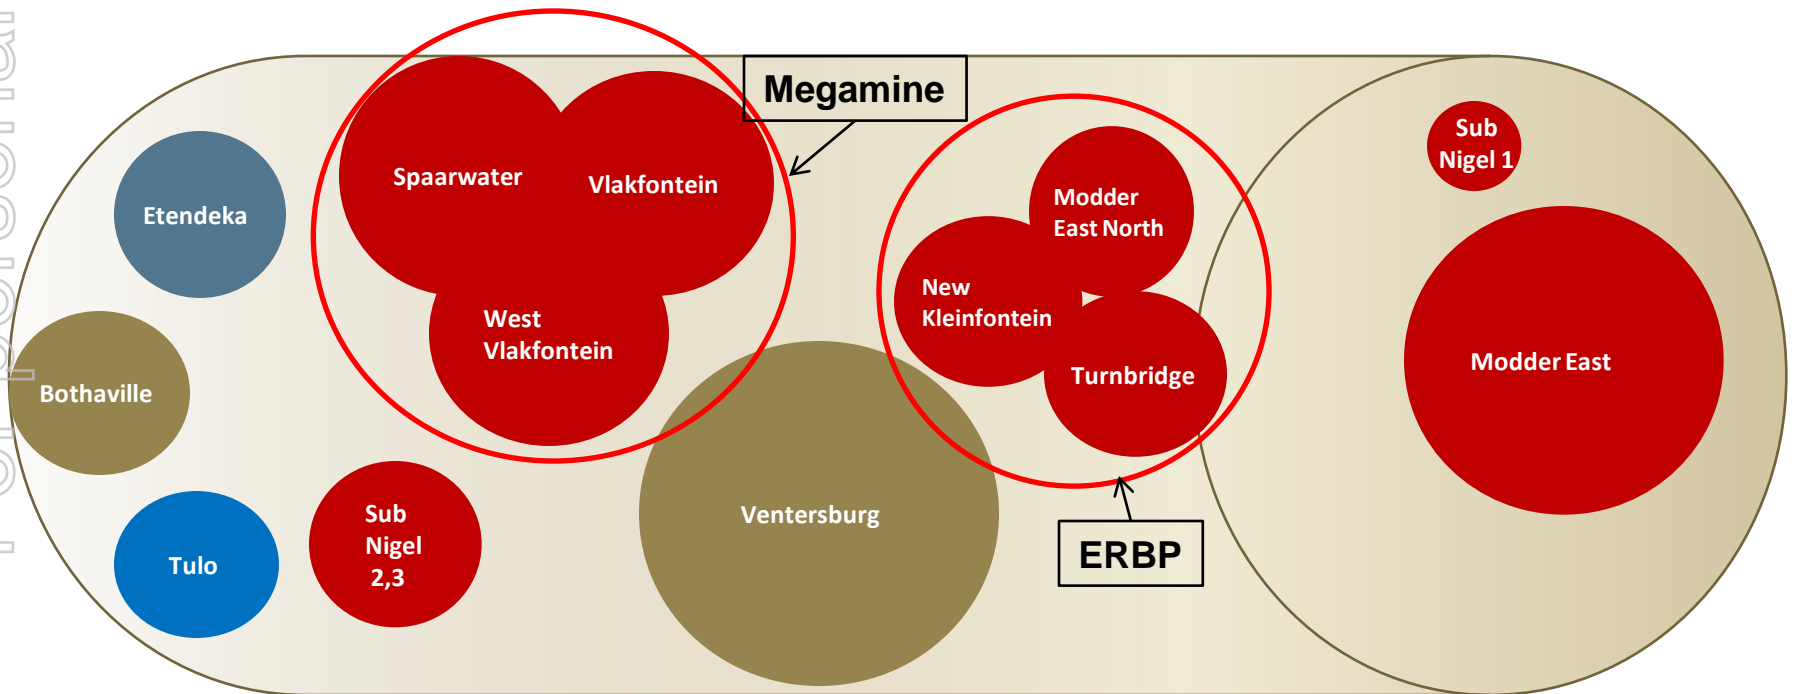 Megamine
Spaarwater
Vlakfontein
Etendeka
West
Vlakfontein
Bothaville
Tulo
Sub
Nigel
2,3
Ventersburg
Modder
East North
New
Kleinfontein
Turnbridge
ERBP
Sub
Nigel 1
Modder East